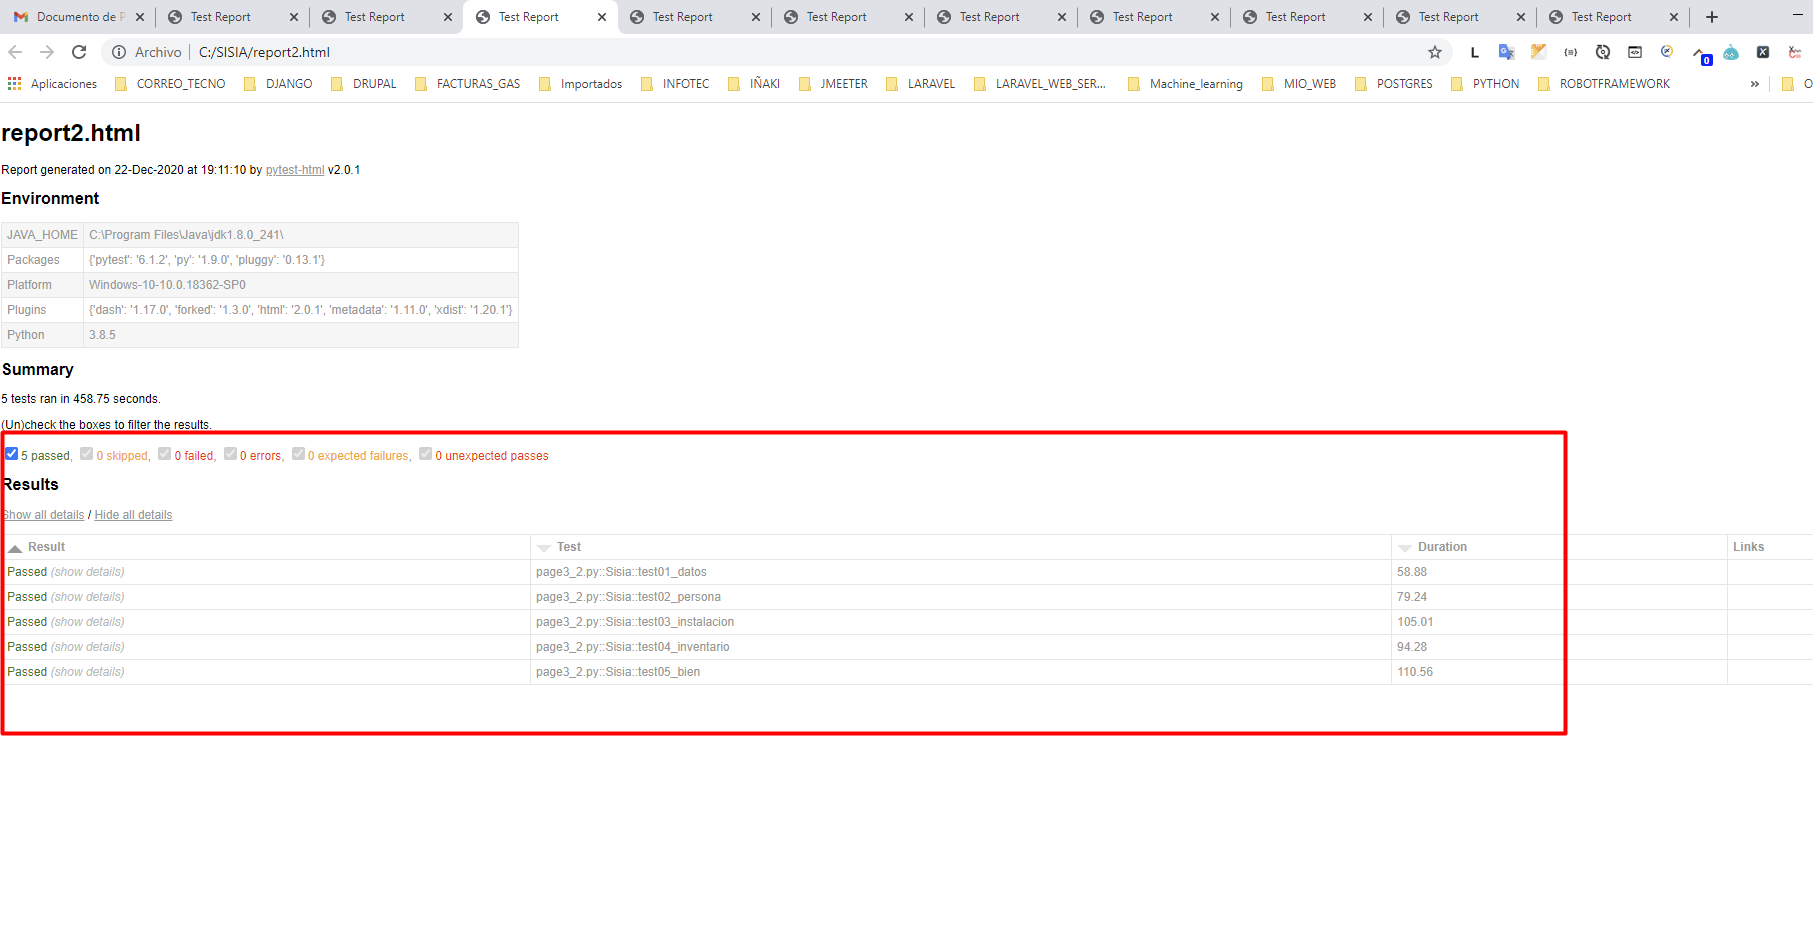 Documento de P Test Report Test Report Test Report Test Report Test Report Test Report Test Report Test Report Test Report Test Report
Archivo C:/SISIA/report2.html L 0
Aplicaciones CORREO_TECNO DJANGO DRUPAL FACTURAS_GAS Importados INFOTEC IÑAKI JMEETER LARAVEL LARAVEL_WEB_SER... Machine_learning MIO_WEB POSTGRES PYTHON ROBOTFRAMEWORK » O
report2.html
Report generated on 22-Dec-2020 at 19:11:10 by pytest-html v2.0.1
Environment
JAVA_HOME C:\Program Files\Java\jdk1.8.0_241\
Packages {'pytest': '6.1.2', 'py': '1.9.0', 'pluggy': '0.13.1'}
Platform Windows-10-10.0.18362-SP0
Plugins {'dash': '1.17.0', 'forked': '1.3.0', 'html': '2.0.1', 'metadata': '1.11.0', 'xdist': '1.20.1'}
Python 3.8.5
Summary
5 tests ran in 458.75 seconds.
(Un)check the boxes to filter the results.
5 passed, 0 skipped, 0 failed, 0 errors, 0 expected failures, 0 unexpected passes
Results
Show all details / Hide all details
Result Test Duration Links
Passed (show details) page3_2.py::Sisia::test01_datos 58.88
Passed (show details) page3_2.py::Sisia::test02_persona 79.24
Passed (show details) page3_2.py::Sisia::test03_instalacion 105.01
Passed (show details) page3_2.py::Sisia::test04_inventario 94.28
Passed (show details) page3_2.py::Sisia::test05_bien 110.56